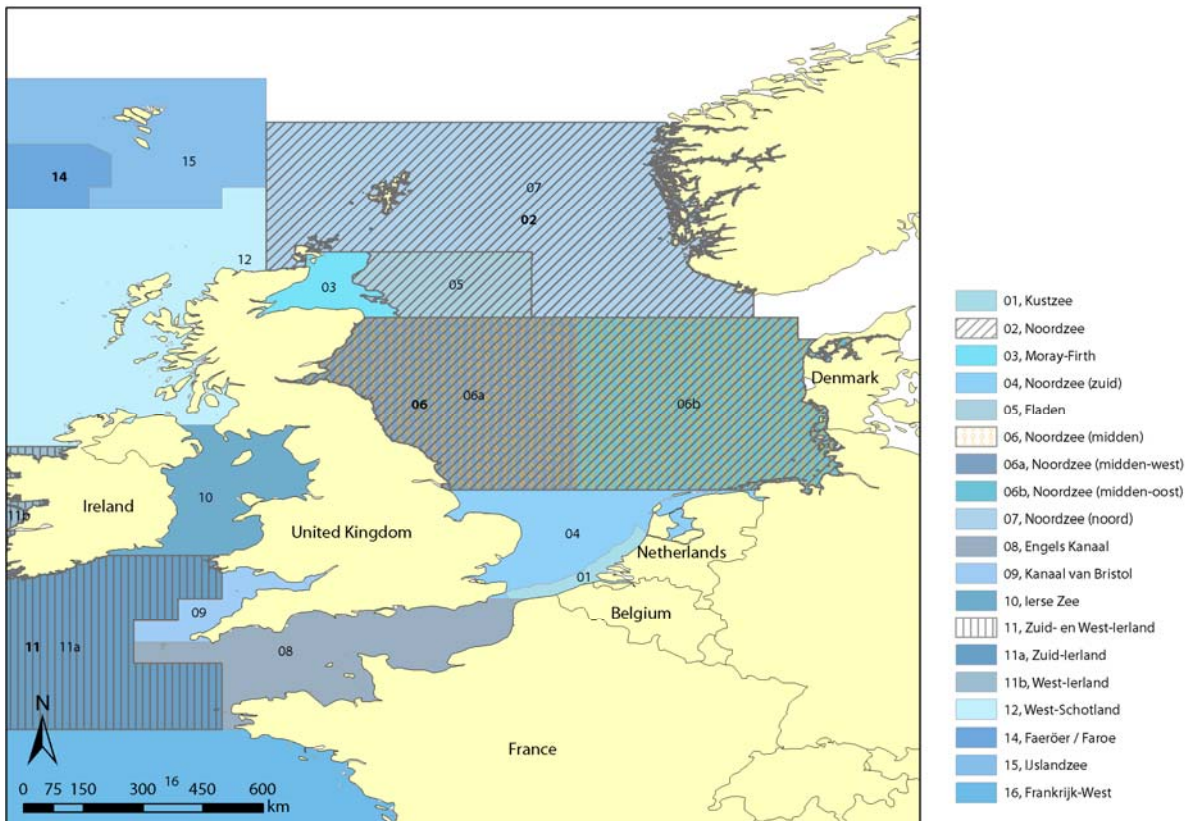 15
14
07
02
12
03
05
06
06a
06b
Denmark
Ireland
11b
10
United Kingdom
04
Netherlands
01
Belgium
09
11
11a
08
N
France
16
0 75 150 300 450 600
km
01, Kustzee
02, Noordzee
03, Moray-Firth
04, Noordzee (zuid)
05, Fladen
06, Noordzee (midden)
06a, Noordzee (midden-west)
06b, Noordzee (midden-oost)
07, Noordzee (noord)
08, Engels Kanaal
09, Kanaal van Bristol
10, Ierse Zee
11, Zuid- en West-Ierland
11a, Zuid-Ierland
11b, West-Ierland
12, West-Schotland
14, Faeröer / Faroe
15, IJslandzee
16, Frankrijk-West